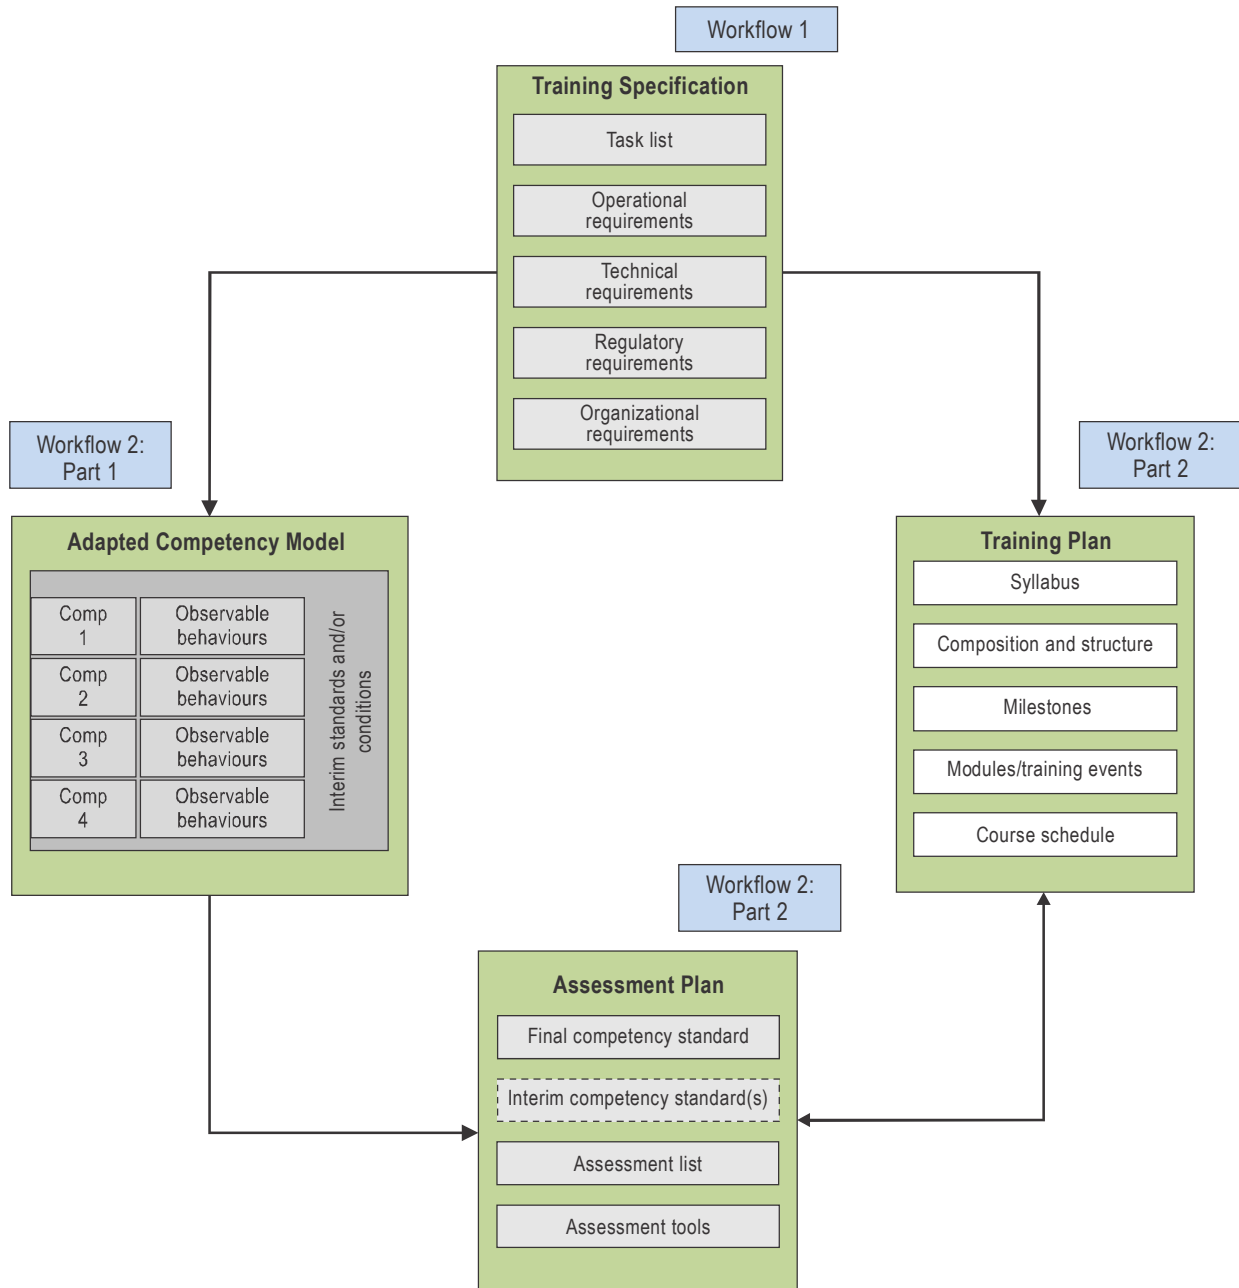 Workflow 1
Training Specification
Task list
Operational
requirements
Technical
requirements
Regulatory
requirements
Organizational
requirements
Workflow 2:
Part 1
Workflow 2:
Part 2
Adapted Competency Model
Comp
1
Observable
behaviours
Comp
2
Observable
behaviours
Comp
3
Observable
behaviours
Comp
4
Observable
behaviours
Interim standards and/or
conditions
Training Plan
Syllabus
Composition and structure
Milestones
Modules/training events
Course schedule
Workflow 2:
Part 2
Assessment Plan
Final competency standard
Interim competency standard(s)
Assessment list
Assessment tools